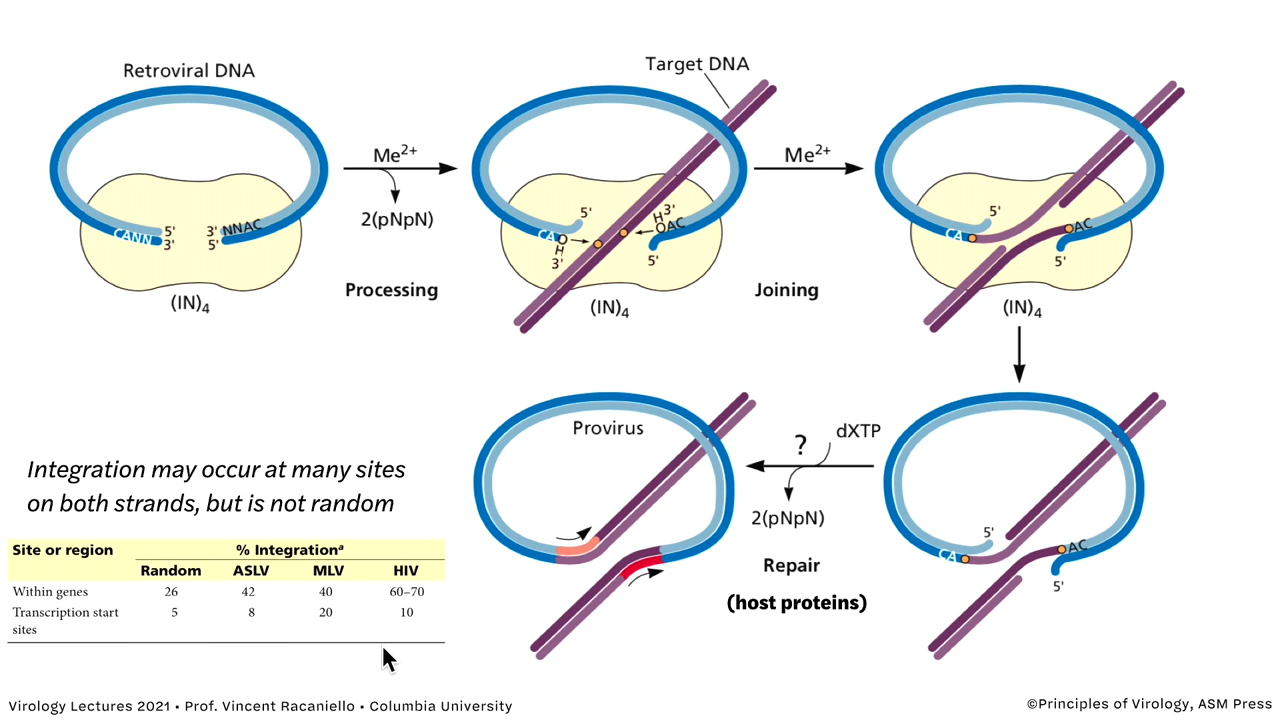 Retroviral DNA
CANN
5'
3'
3'
5'
NNAC
(IN)4
Me2+
2(pNpN)
Processing
Target DNA
5'
CA
O
H
3'
H
3'
OAC
5'
(IN)4
Me2+
Joining
5'
CA
AC
5'
(IN)4
Provirus
?
dXTP
2(pNpN)
Repair
(host proteins)
5'
CA
AC
5'
Integration may occur at many sites
on both strands, but is not random
Site or region % Integrationa
Random ASLV MLV HIV
Within genes 26 42 40 60–70
Transcription start 5 8 20 10
sites
Virology Lectures 2021 • Prof. Vincent Racaniello • Columbia University
©Principles of Virology, ASM Press